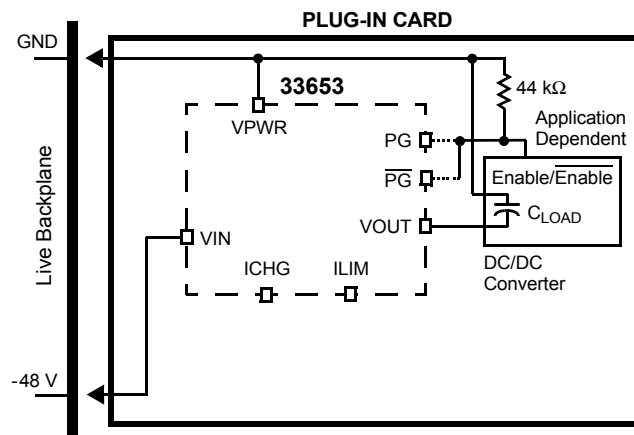 PLUG-IN CARD
GND
33653
44 kΩ
VPWR
Application
Dependent
PG
PG
Enable/Enable
CLOAD
VOUT
VIN
ICHG
ILIM
DC/DC
Converter
Live Backplane
-48 V